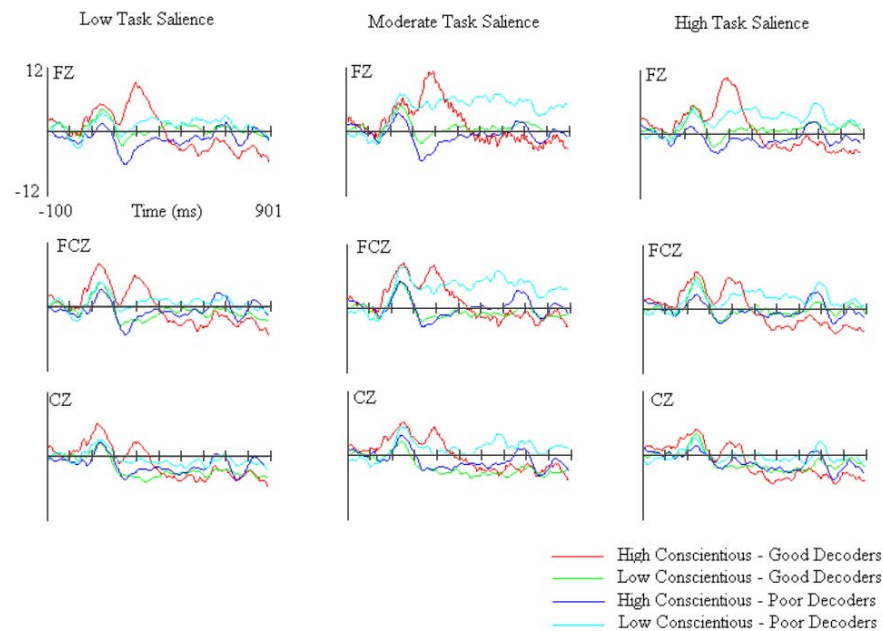 Low Task Salience
Moderate Task Salience
High Task Salience
12
FZ
FZ
FZ
-12
-100
Time (ms)
901
FCZ
FCZ
FCZ
CZ
CZ
CZ
High Conscientious - Good Decoders
Low Conscientious - Good Decoders
High Conscientious - Poor Decoders
Low Conscientious - Poor Decoders